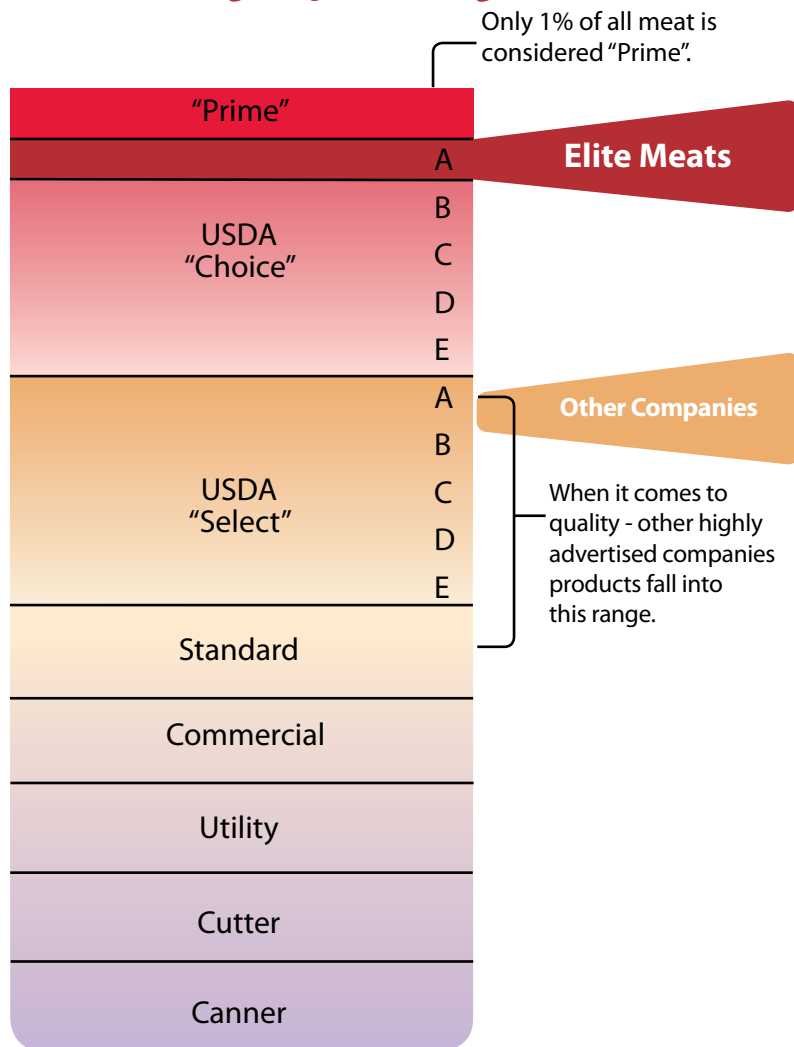 Only 1% of all meat is
considered “Prime”.
“Prime”
A
Elite Meats
B
USDA
“Choice”
C
D
E
A
Other Companies
B
USDA
“Select”
C
D
E
When it comes to
quality - other highly
advertised companies
products fall into
this range.
Standard
Commercial
Utility
Cutter
Canner